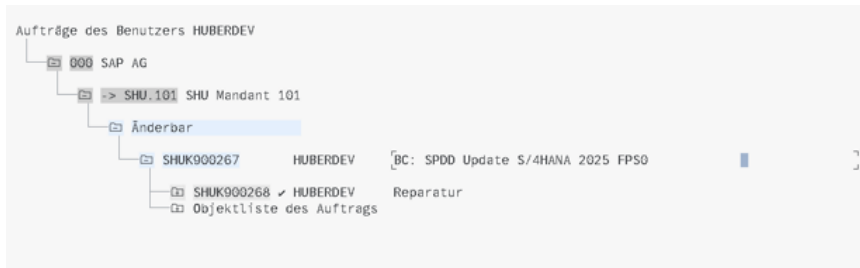 Aufträge des Benutzers HUBERDEV
000 SAP AG
-> SHU.101 SHU Mandant 101
Änderbar
SHUK900267 HUBERDEV BC: SPDD Update S/4HANA 2025 FPS0
SHUK900268 ✔ HUBERDEV Reparatur
Objektliste des Auftrags